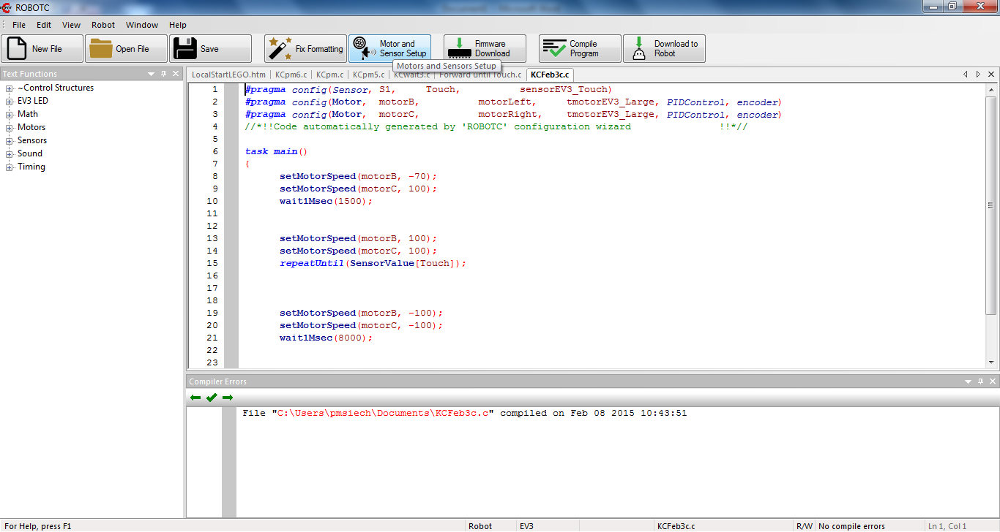 ROBOTC
File Edit View Robot Window Help
New File Open File Save Fix Formatting Motor and Sensor Setup Firmware Download Compile Program Download to Robot
Motors and Sensors Setup
Text Functions
~Control Structures
EV3 LED
Math
Motors
Sensors
Sound
Timing
LocalStartLEGO.htm KCpm6.c KCpm.c KCpm5.c KCwait3.c Forward until Touch.c KCFeb3c.c
1 #pragma config(Sensor, S1, Touch, sensorEV3_Touch)
2 #pragma config(Motor, motorB, motorLeft, tmotorEV3_Large, PIDControl, encoder)
3 #pragma config(Motor, motorC, motorRight, tmotorEV3_Large, PIDControl, encoder)
4 //*!!Code automatically generated by 'ROBOTC' configuration wizard !!*//
5
6 task main()
7 {
8 setMotorSpeed(motorB, -70);
9 setMotorSpeed(motorC, 100);
10 wait1Msec(1500);
11
12
13 setMotorSpeed(motorB, 100);
14 setMotorSpeed(motorC, 100);
15 repeatUntil(SensorValue[Touch]);
16
17
18
19 setMotorSpeed(motorB, -100);
20 setMotorSpeed(motorC, -100);
21 wait1Msec(8000);
22
23
Compiler Errors
File "C:\Users\pmsiech\Documents\KCFeb3c.c" compiled on Feb 08 2015 10:43:51
For Help, press F1 Robot EV3 KCFeb3c.c R/W No compile errors Ln 1, Col 1